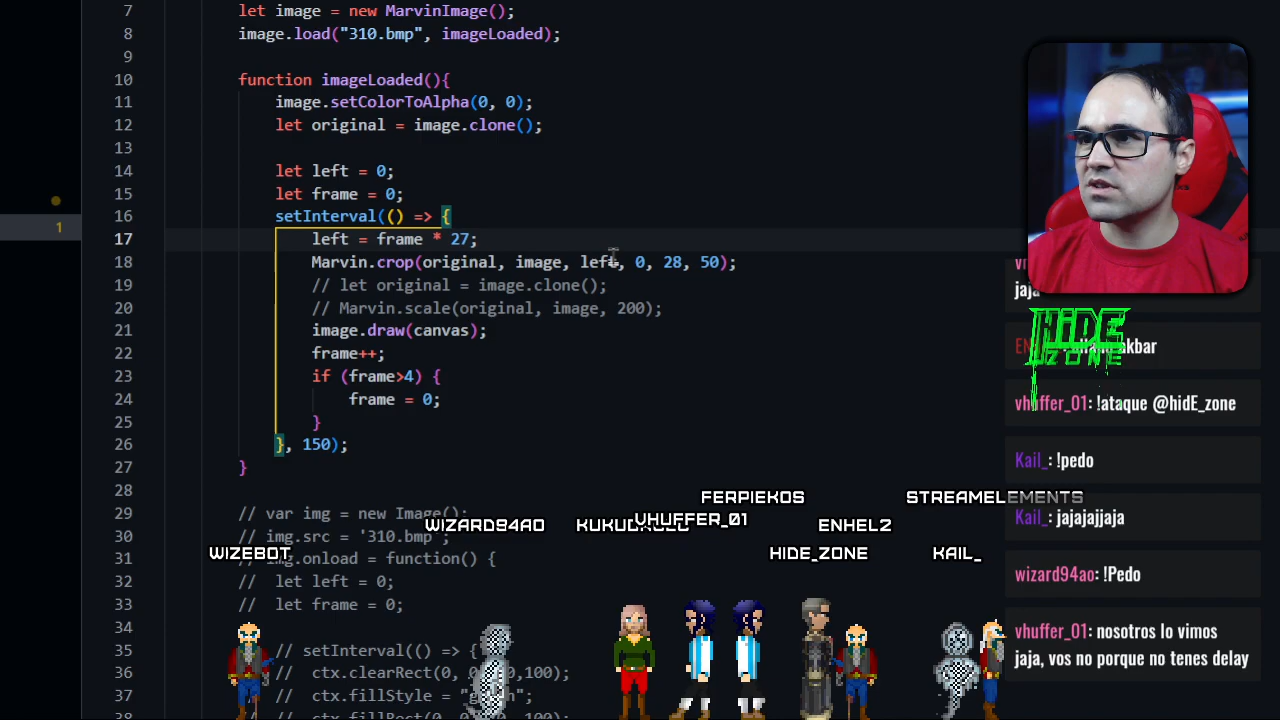 7 let image = new MarvinImage();
8 image.load("310.bmp", imageLoaded);
9
10 function imageLoaded(){
11 image.setColorToAlpha(0, 0);
12 let original = image.clone();
13
14 let left = 0;
15 let frame = 0;
16 setInterval(() => {
17 left = frame * 27;
18 Marvin.crop(original, image, left, 0, 28, 50);
19 // let original = image.clone();
20 // Marvin.scale(original, image, 200);
21 image.draw(canvas);
22 frame++;
23 if (frame>4) {
24 frame = 0;
25 }
26 }, 150);
27 }
28
29 // var img = new Image();
30 // img.src = '310.bmp';
31 // img.onload = function() {
32 // let left = 0;
33 // let frame = 0;
34
35 // setInterval(() => {
36 // ctx.clearRect(0, 0,100);
37 // ctx.fillStyle = "
38
1
jaja
HiDE
ZONE
akbar
vhuffer_01: !ataque @hidE_zone
Kail_: !pedo
Kail_: jajajajjaja
wizard94ao: !Pedo
vhuffer_01: nosotros lo vimos
jaja, vos no porque no tenes delay
FERPIEKOS
STREAMELEMENTS
WIZARD94AO
VHUFFER_01
ENHEL2
WIZEBOT
HIDE_ZONE
KAIL_